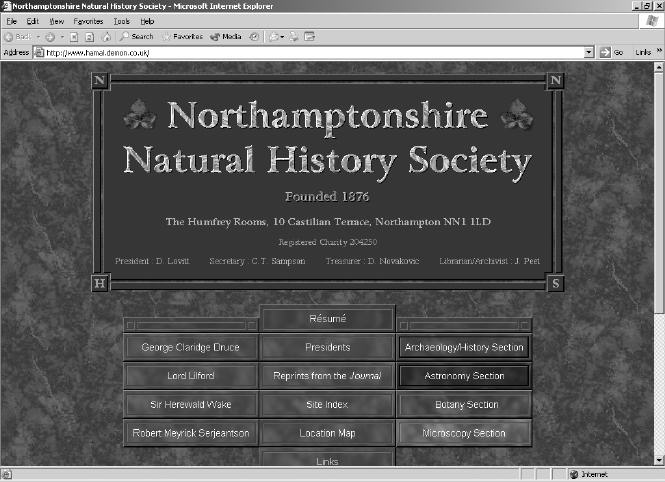 Northamptonshire Natural History Society - Microsoft Internet Explorer
File Edit View Favorites Tools Help
Back Search Favorites Media
Address http://www.hamal.demon.co.uk/ Go Links »
N N
Northamptonshire
Natural History Society
Founded 1876
The Humfrey Rooms, 10 Castilian Terrace, Northampton NN1 1LD
Registered Charity 204250
President : D. Lovitt Secretary : C.T. Sampson Treasurer : D. Novakovic Librarian/Archivist : J. Peet
H S
Résumé
George Claridge Druce Presidents Archaeology/History Section
Lord Lilford Reprints from the Journal Astronomy Section
Sir Herewald Wake Site Index Botany Section
Robert Meyrick Serjeantson Location Map Microscopy Section
Links
Internet